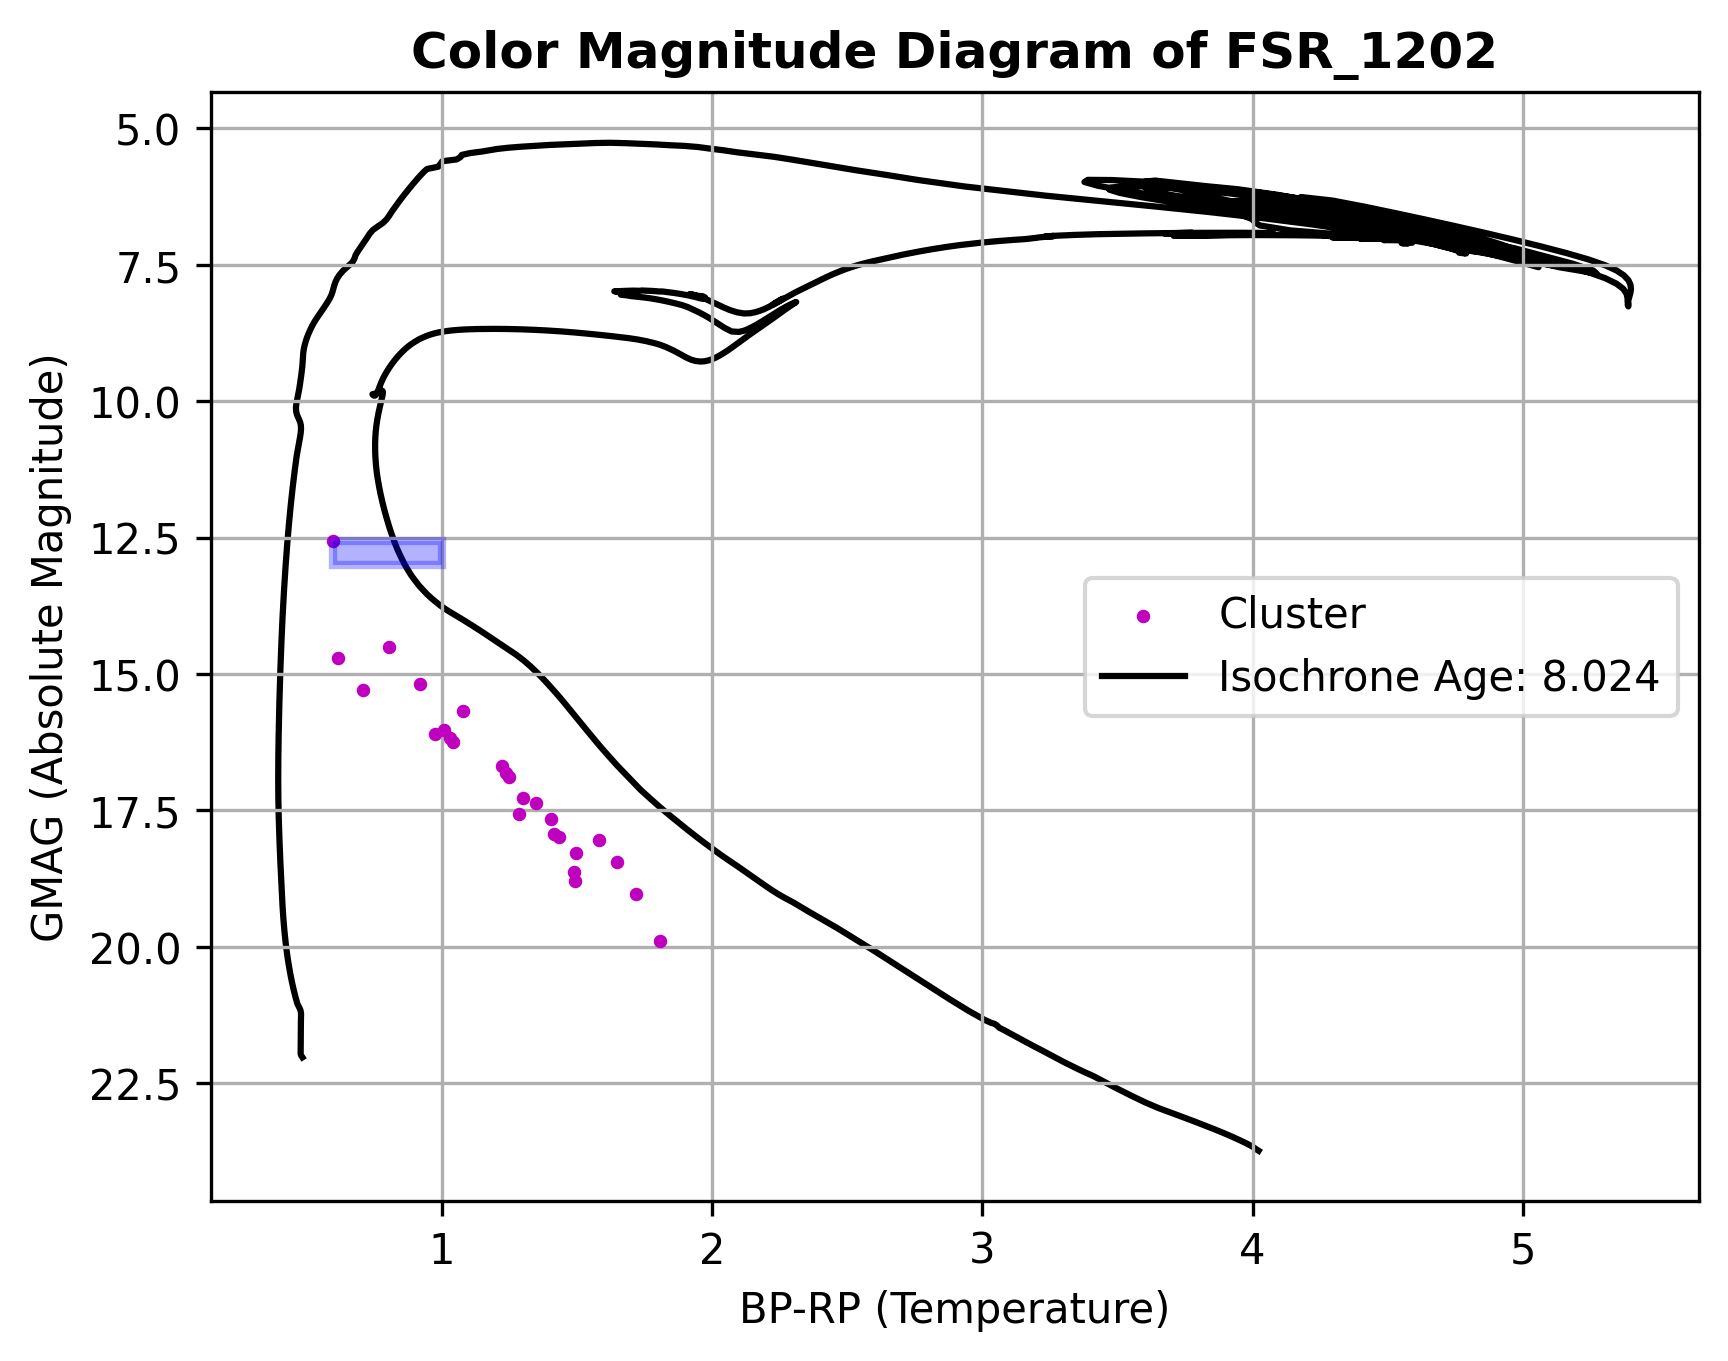 Color Magnitude Diagram of FSR_1202
GMAG (Absolute Magnitude)
5.0
7.5
10.0
12.5
15.0
17.5
20.0
22.5
Cluster
Isochrone Age: 8.024
1 2 3 4 5
BP-RP (Temperature)